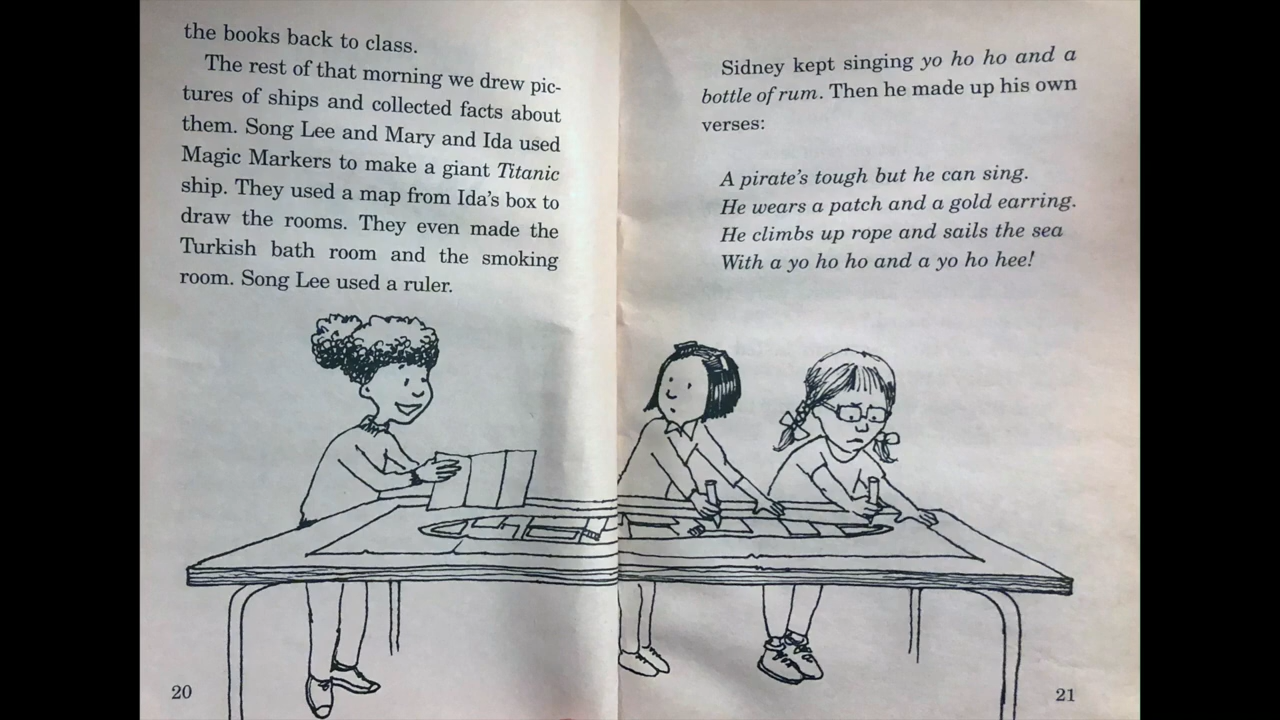 the books back to class.
The rest of that morning we drew pic-
tures of ships and collected facts about
them. Song Lee and Mary and Ida used
Magic Markers to make a giant Titanic
ship. They used a map from Ida's box to
draw the rooms. They even made the
Turkish bath room and the smoking
room. Song Lee used a ruler.
20
Sidney kept singing yo ho ho and a
bottle of rum. Then he made up his own
verses:
A pirate's tough but he can sing.
He wears a patch and a gold earring.
He climbs up rope and sails the sea
With a yo ho ho and a yo ho hee!
21